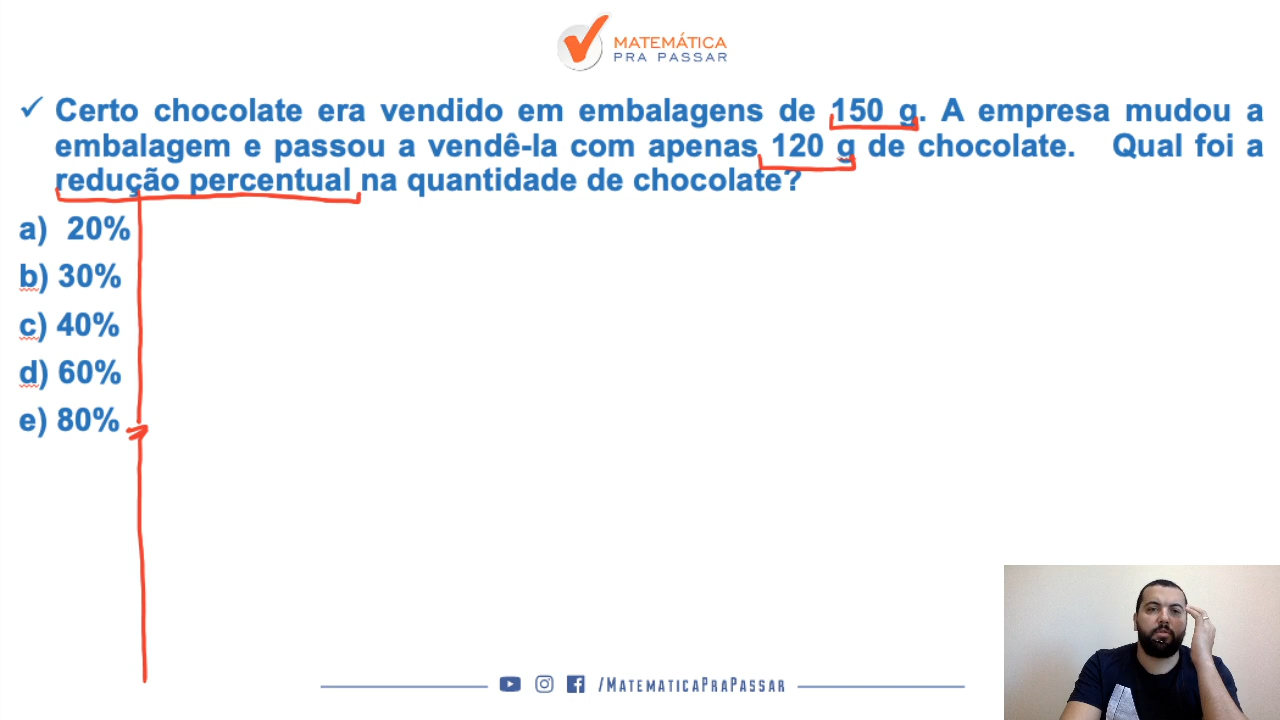 MATEMÁTICA
PRA PASSAR
✓ Certo chocolate era vendido em embalagens de 150 g. A empresa mudou a
embalagem e passou a vendê-la com apenas 120 g de chocolate. Qual foi a
redução percentual na quantidade de chocolate?
a) 20%
b) 30%
c) 40%
d) 60%
e) 80%
/MATEMATICAPRAPASSAR